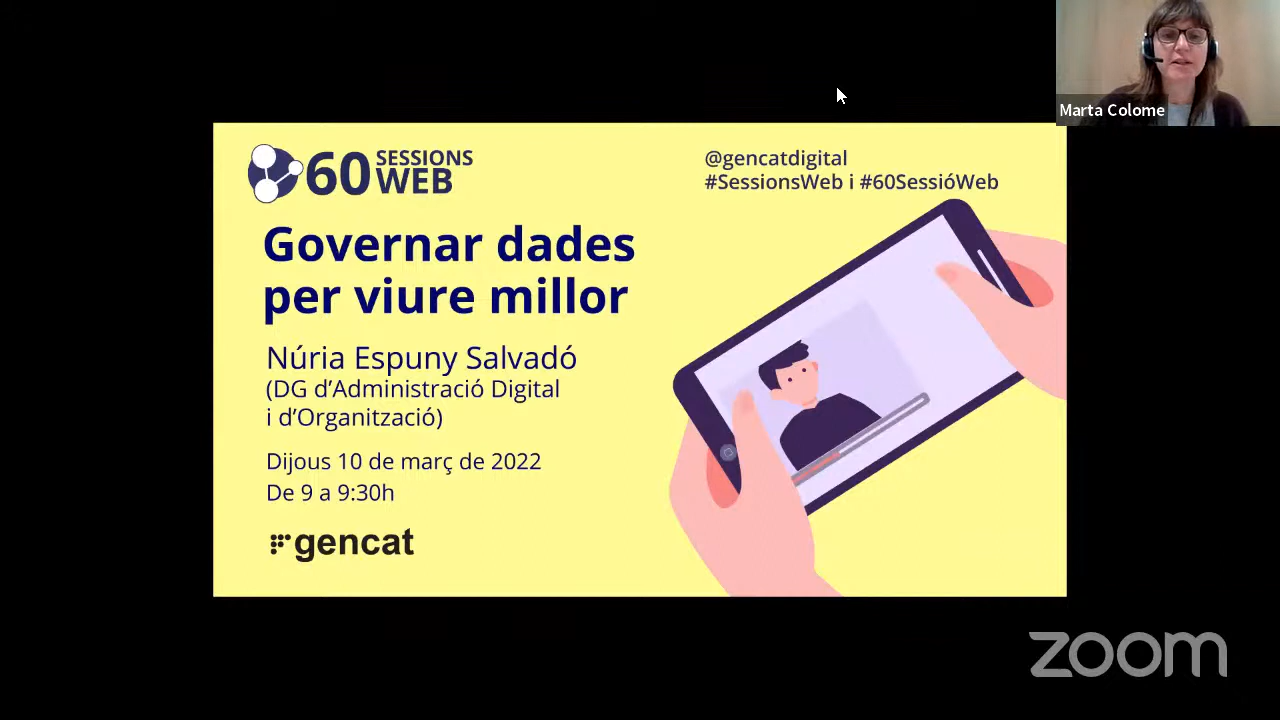 Marta Colome
60 SESSIONS
WEB
@gencatdigital
#SessionsWeb i #60SessióWeb
Governar dades
per viure millor
Núria Espuny Salvadó
(DG d'Administració Digital
i d'Organització)
Dijous 10 de març de 2022
De 9 a 9:30h
gencat
zoom